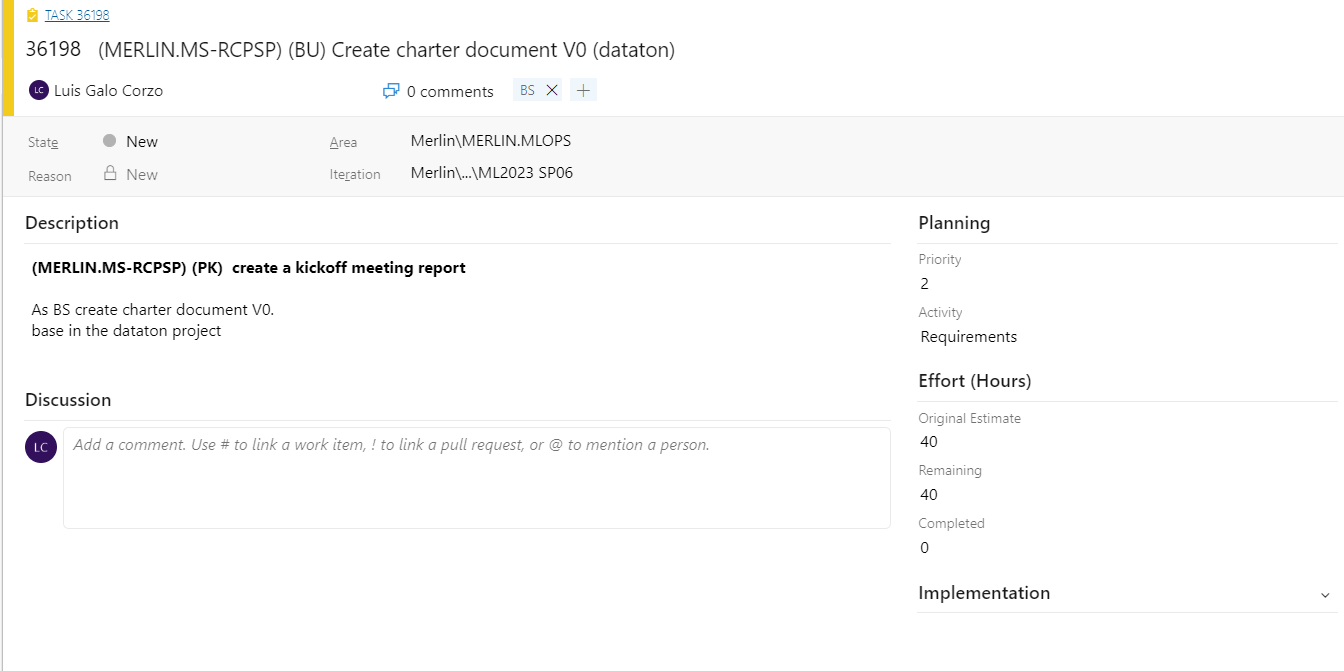 TASK 36198
36198 (MERLIN.MS-RCPSP) (BU) Create charter document V0 (dataton)
LC Luis Galo Corzo 0 comments BS
State New Area Merlin\MERLIN.MLOPS
Reason New Iteration Merlin\...\ML2023 SP06
Description
(MERLIN.MS-RCPSP) (PK) create a kickoff meeting report
As BS create charter document V0.
base in the dataton project
Discussion
LC Add a comment. Use # to link a work item, ! to link a pull request, or @ to mention a person.
Planning
Priority
2
Activity
Requirements
Effort (Hours)
Original Estimate
40
Remaining
40
Completed
0
Implementation